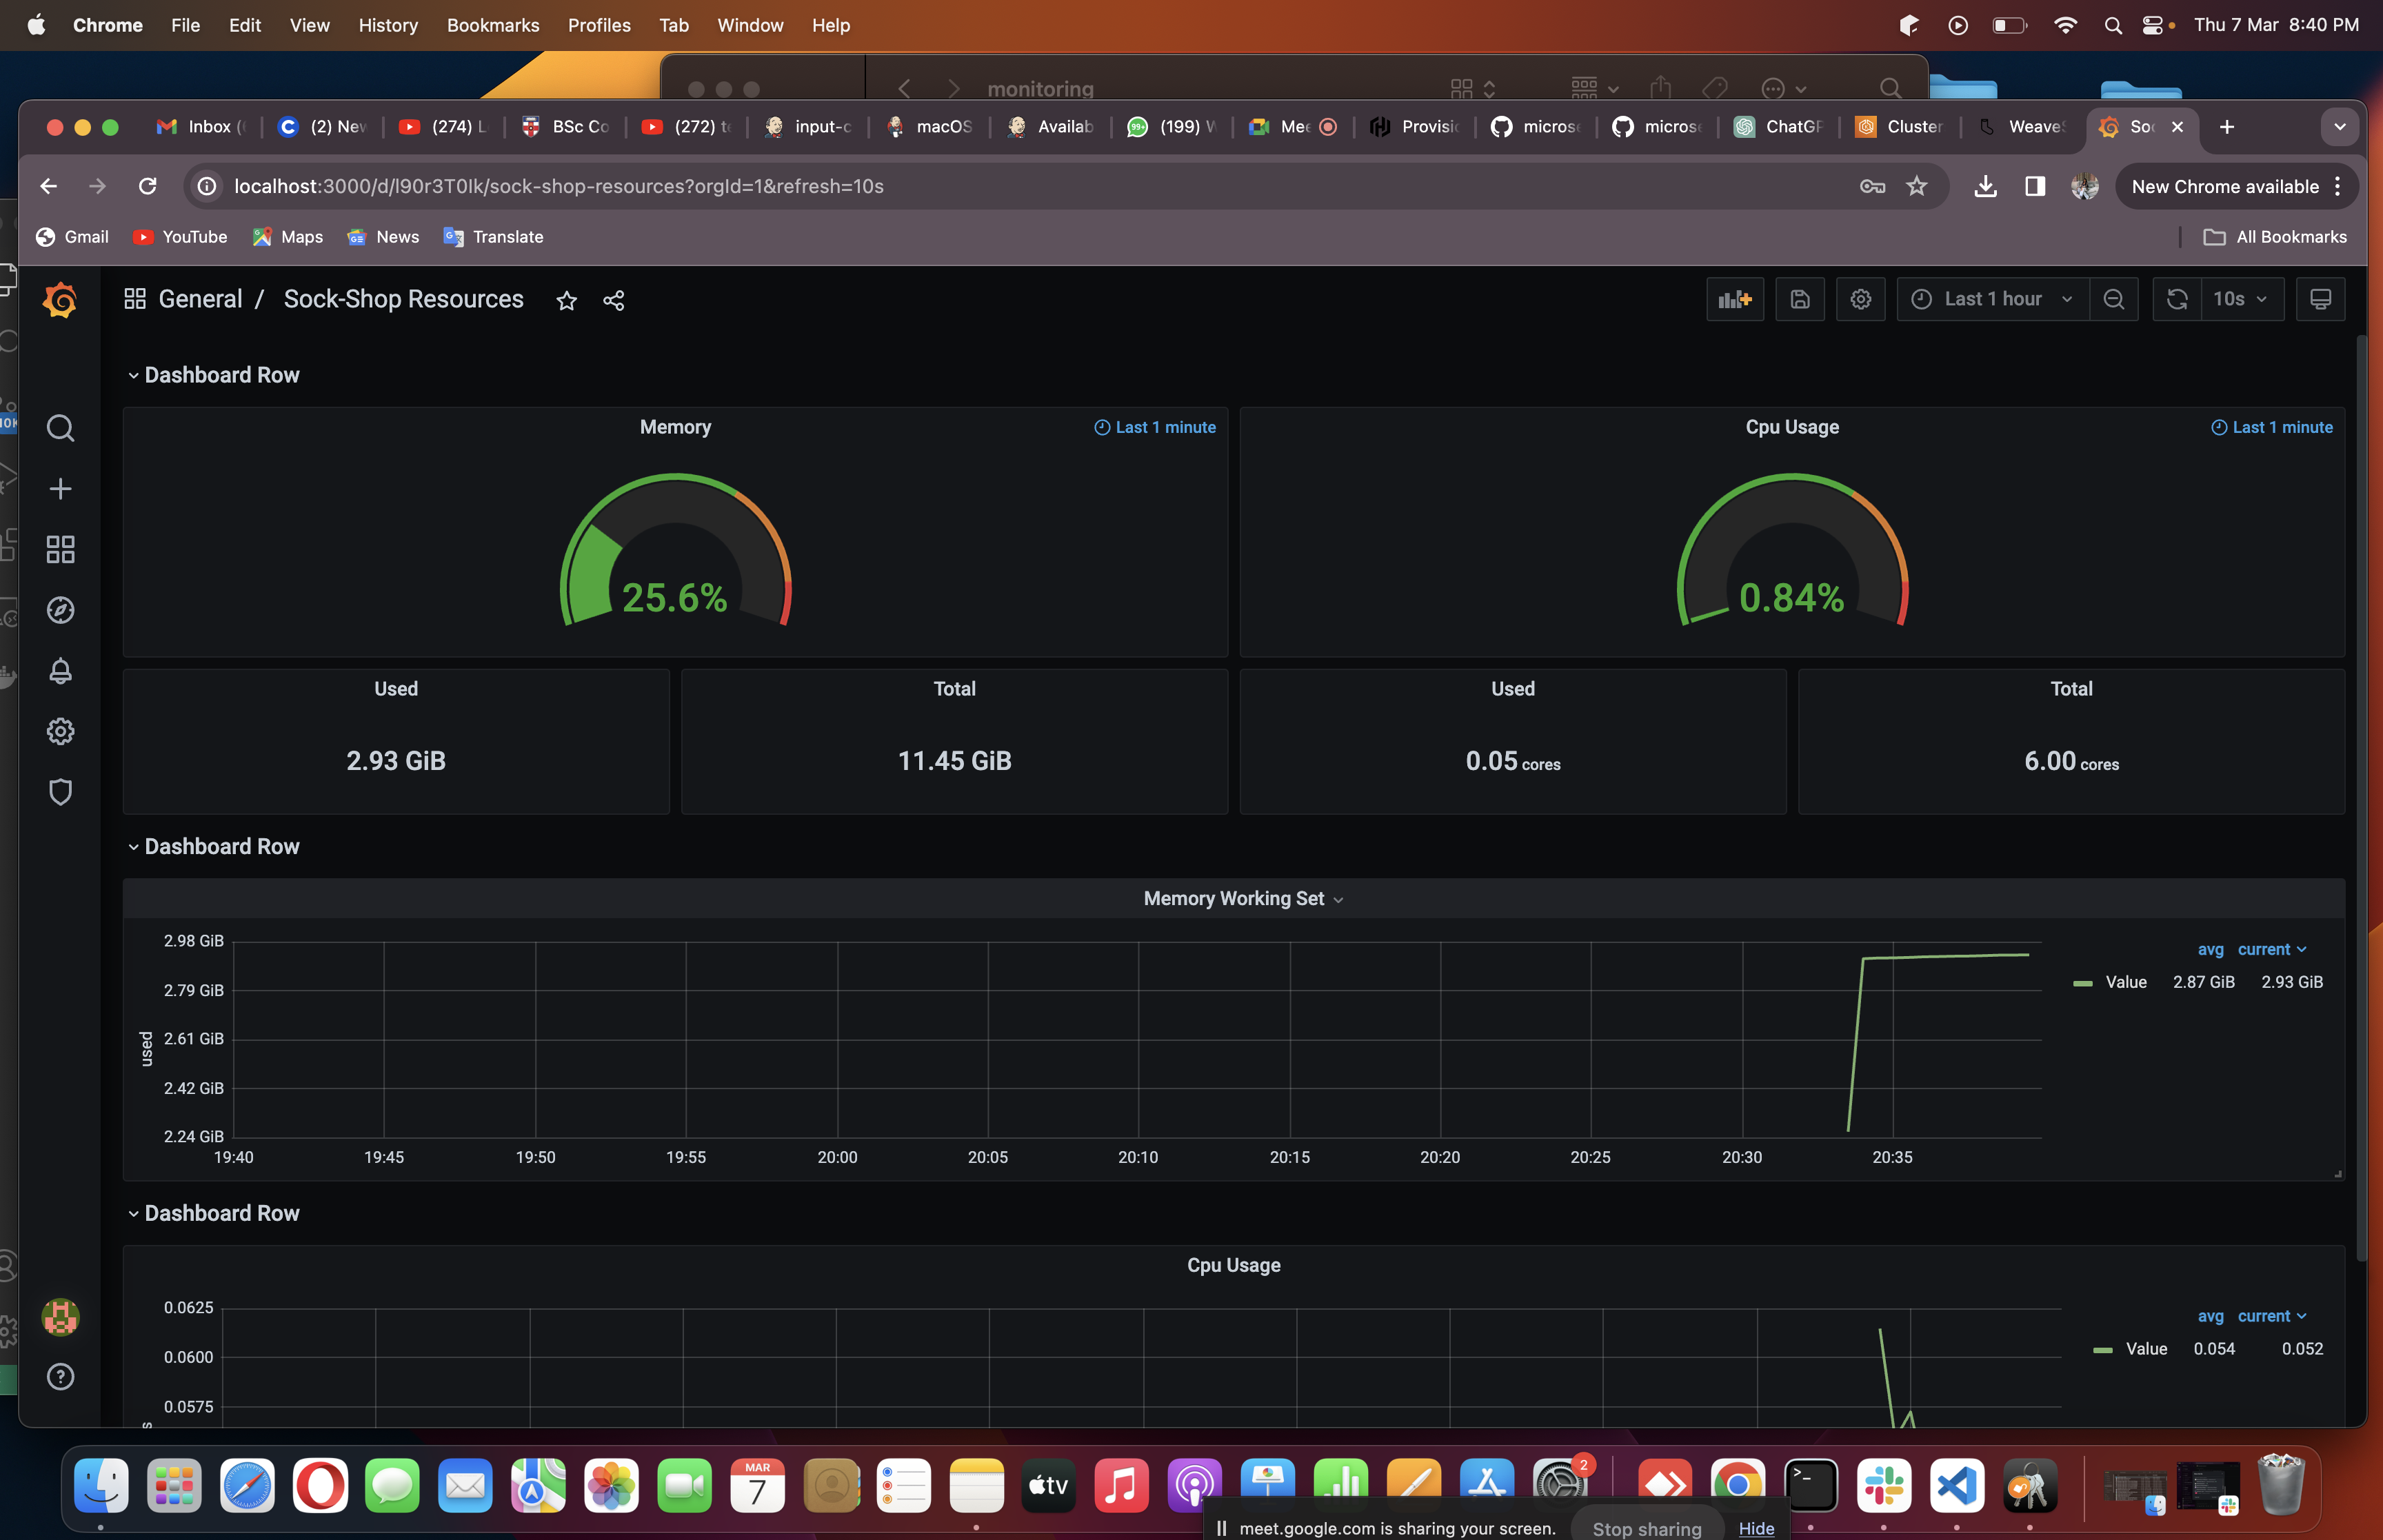 Chrome File Edit View History Bookmarks Profiles Tab Window Help Thu 7 Mar 8:40 PM
monitoring
Inbox ( (2) New (274) L BSc Co (272) te input-c macOS Availab (199) W Mee Provisio micros micros ChatGP Cluster WeaveS Soc
localhost:3000/d/l90r3T0lk/sock-shop-resources?orgId=1&refresh=10s New Chrome available
Gmail YouTube Maps News Translate All Bookmarks
General / Sock-Shop Resources Last 1 hour 10s
Dashboard Row
Memory Last 1 minute Cpu Usage Last 1 minute
25.6% 0.84%
Used Total Used Total
2.93 GiB 11.45 GiB 0.05 cores 6.00 cores
Dashboard Row
Memory Working Set
2.98 GiB
2.79 GiB
2.61 GiB
2.42 GiB
2.24 GiB
used
19:40 19:45 19:50 19:55 20:00 20:05 20:10 20:15 20:20 20:25 20:30 20:35
avg current
Value 2.87 GiB 2.93 GiB
Dashboard Row
Cpu Usage
0.0625
0.0600
0.0575
avg current
Value 0.054 0.052
MAR
7
tv
2
meet.google.com is sharing your screen. Stop sharing Hide